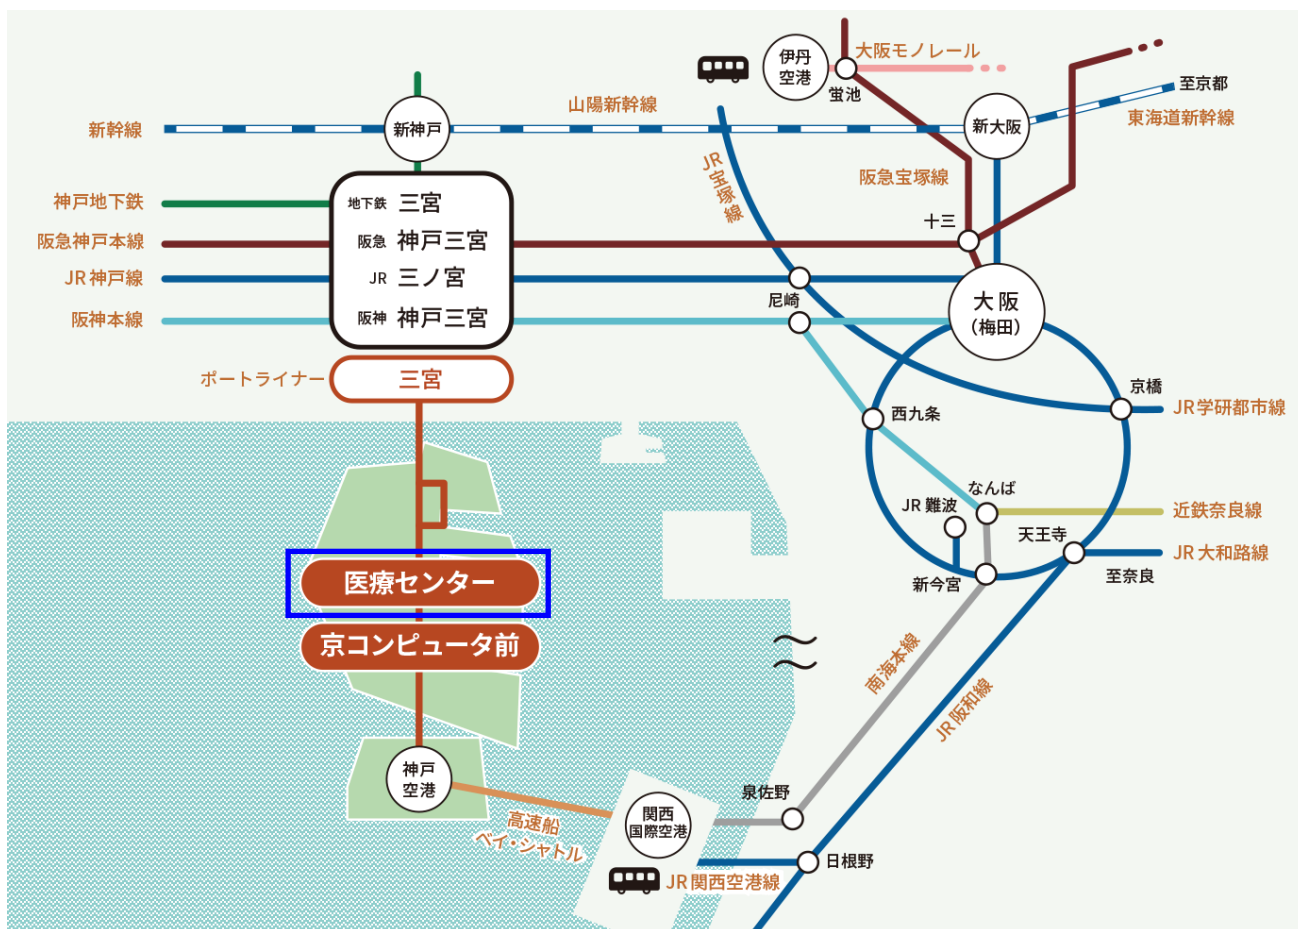 大阪モノレール
伊丹
空港
蛍池
至京都
東海道新幹線
山陽新幹線
新幹線
新神戸
新大阪
JR宝塚線
阪急宝塚線
神戸地下鉄
地下鉄 三宮
十三
阪急神戸本線
阪急 神戸三宮
JR神戸線
JR 三ノ宮
尼崎
大阪
（梅田）
阪神本線
阪神 神戸三宮
ポートライナー
三宮
京橋
JR学研都市線
西九条
なんば
JR難波
近鉄奈良線
天王寺
JR大和路線
至奈良
新今宮
医療センター
京コンピュータ前
南海本線
JR阪和線
神戸
空港
高速船
ベイ・シャトル
泉佐野
関西
国際空港
日根野
JR関西空港線